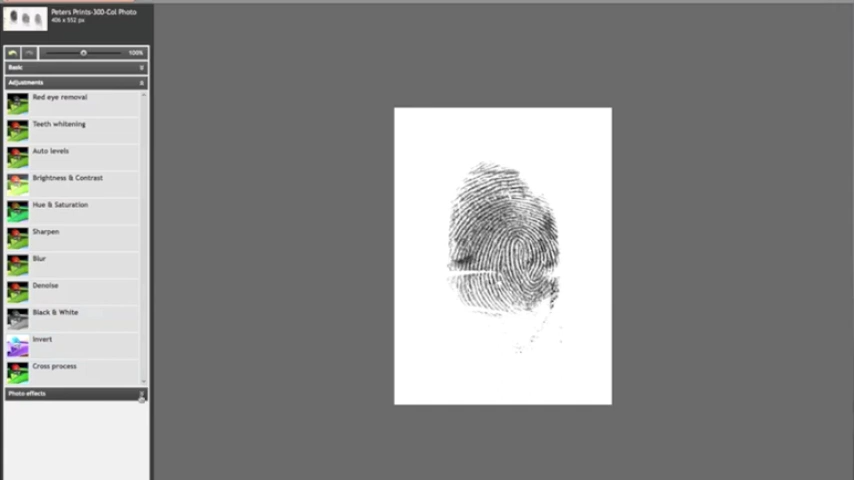 Peters Prints-300-Col Photo
406 x 552 px
100%
Basic
Adjustments
Red eye removal
Teeth whitening
Auto levels
Brightness & Contrast
Hue & Saturation
Sharpen
Blur
Denoise
Black & White
Invert
Cross process
Photo effects